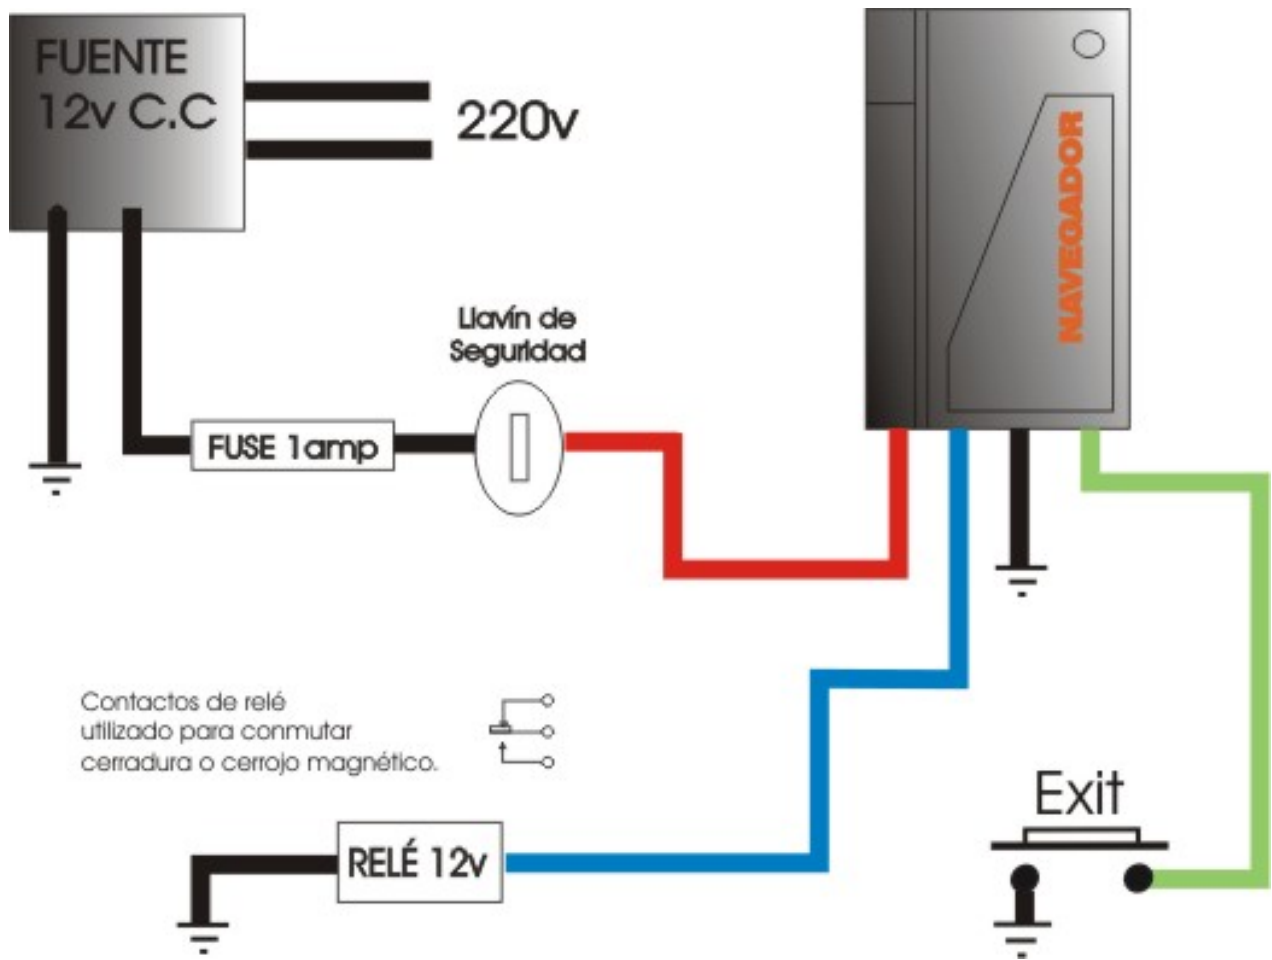 FUENTE
12v C.C
220v
NAVEGADOR
Llavín de
Seguridad
FUSE 1amp
Contactos de relé
utilizado para conmutar
cerradura o cerrojo magnético.
Exit
RELÉ 12v